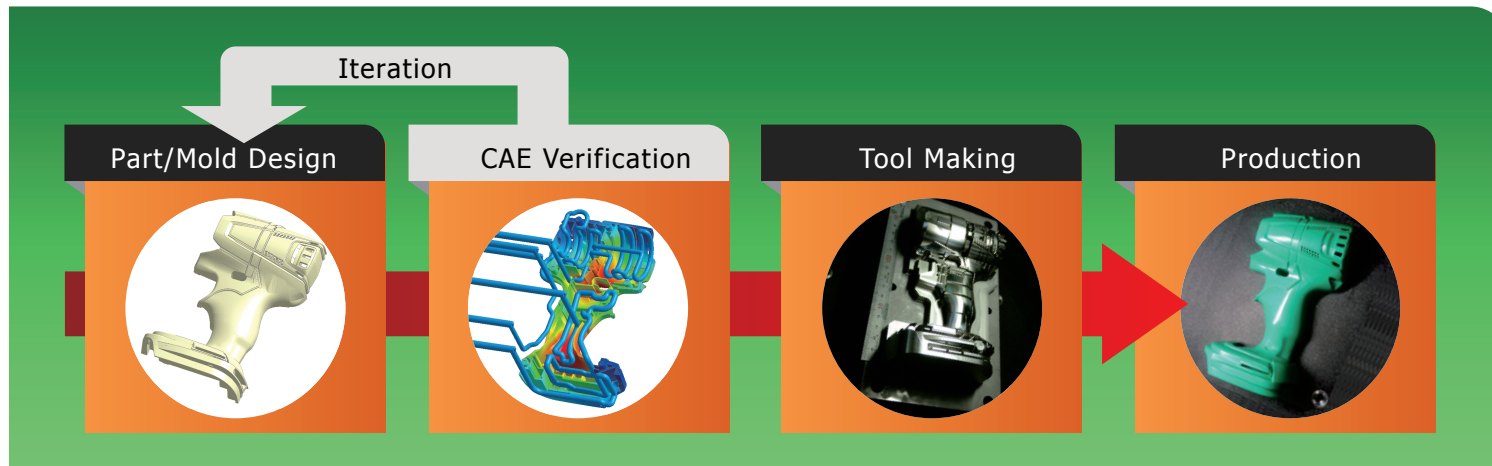 Iteration
Part/Mold Design
CAE Verification
Tool Making
Production